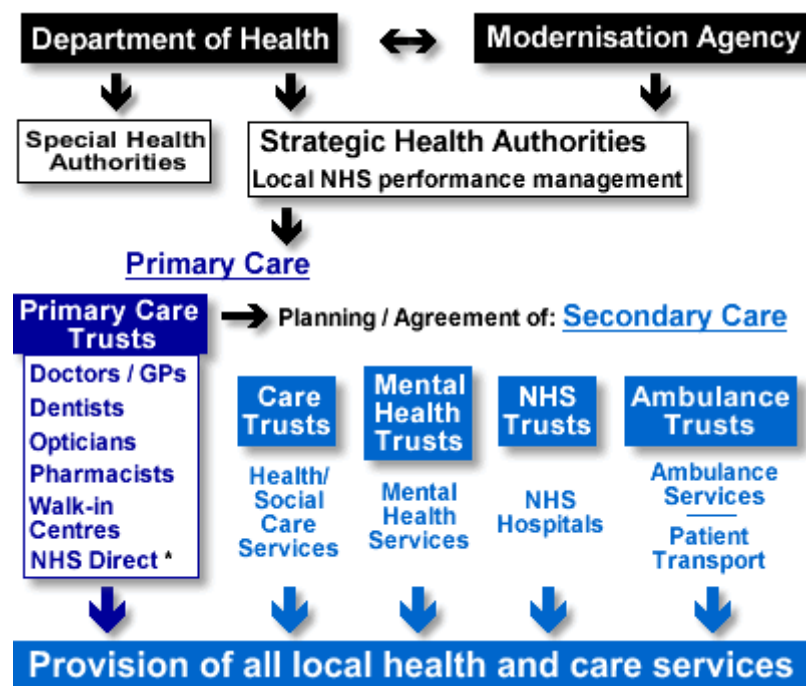 Department of Health
Modernisation Agency
Special Health
Authorities
Strategic Health Authorities
Local NHS performance management
Primary Care
Primary Care
Trusts
Planning / Agreement of: Secondary Care
Doctors / GPs
Dentists
Opticians
Pharmacists
Walk-in
Centres
NHS Direct *
Care
Trusts
Health/
Social
Care
Services
Mental
Health
Trusts
Mental
Health
Services
NHS
Trusts
NHS
Hospitals
Ambulance
Trusts
Ambulance
Services
Patient
Transport
Provision of all local health and care services